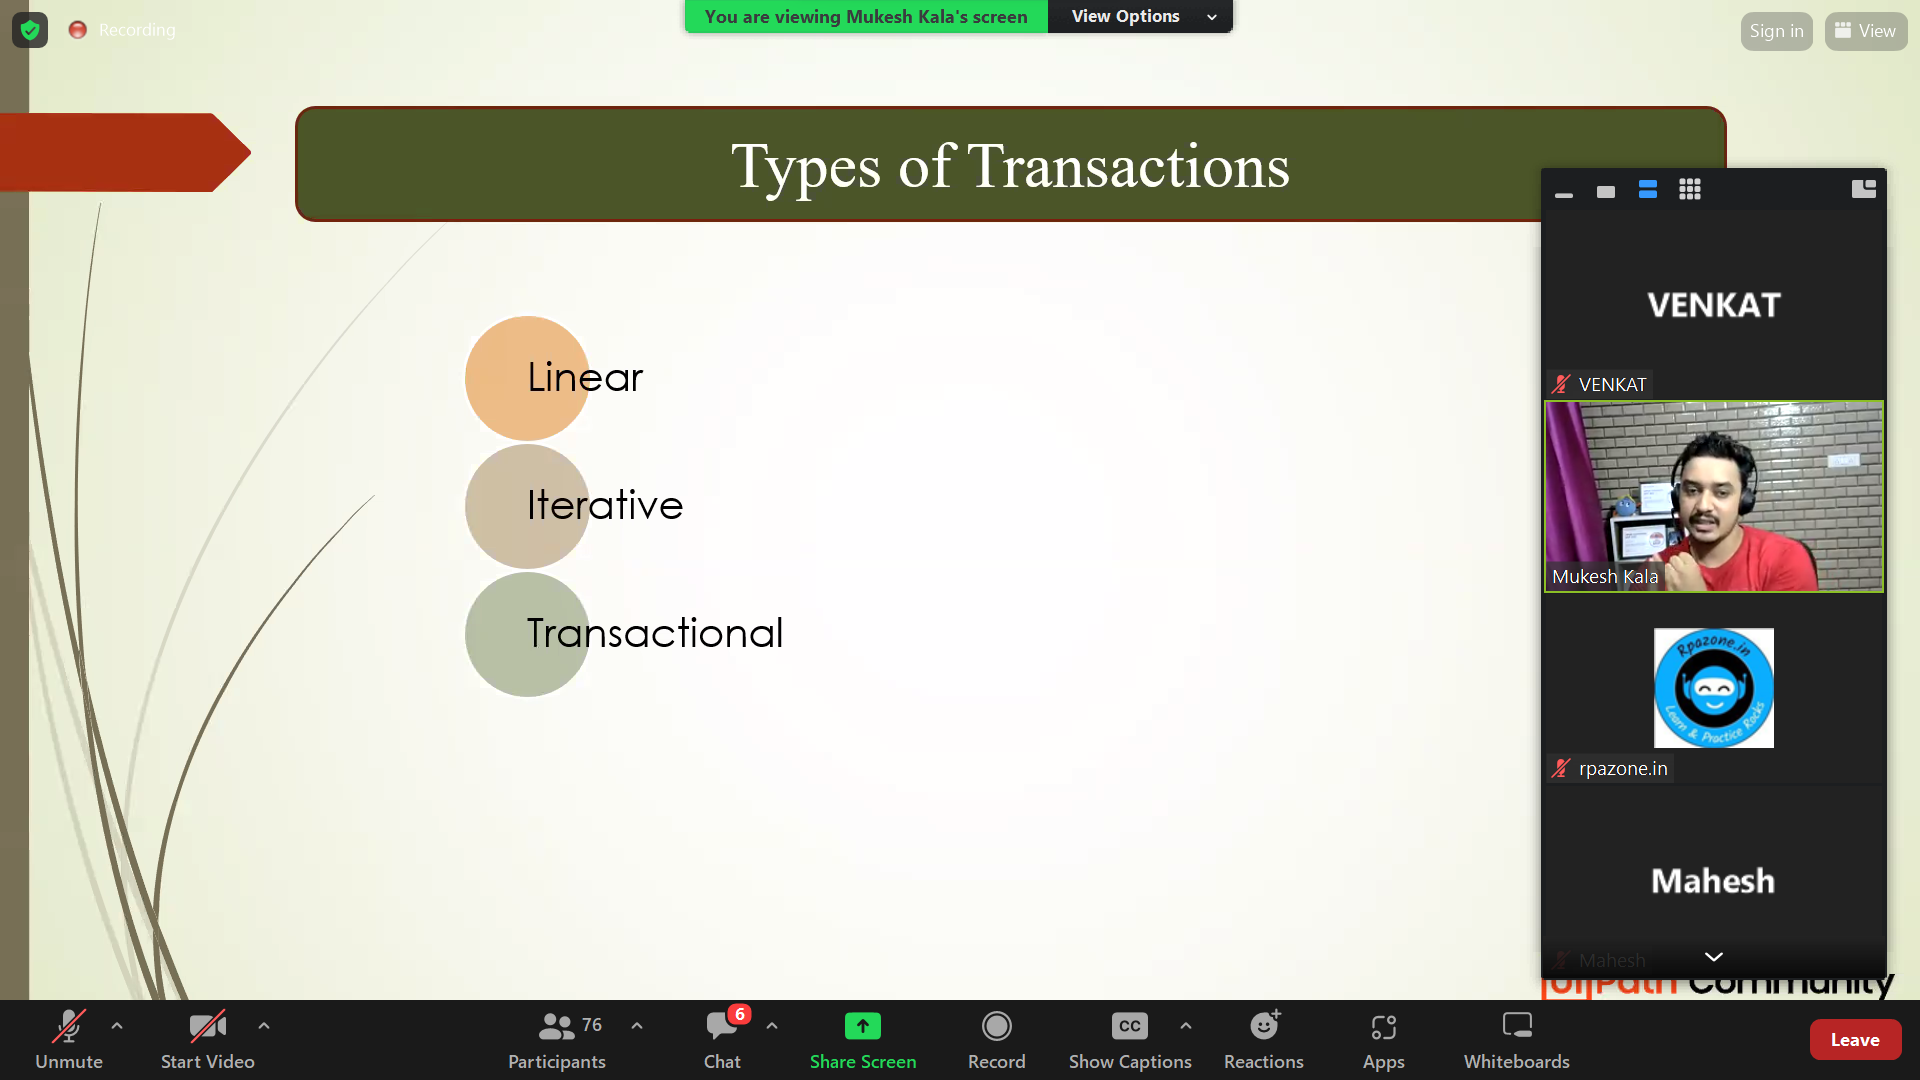 Recording
You are viewing Mukesh Kala's screen
View Options
Sign in
View
Types of Transactions
Linear
Iterative
Transactional
VENKAT
VENKAT
Mukesh Kala
Rpazone.in
Learn & Practice Rocks
rpazone.in
Mahesh
Mahesh
UiPath Community
Unmute
Start Video
76
Participants
6
Chat
Share Screen
Record
CC
Show Captions
Reactions
Apps
Whiteboards
Leave